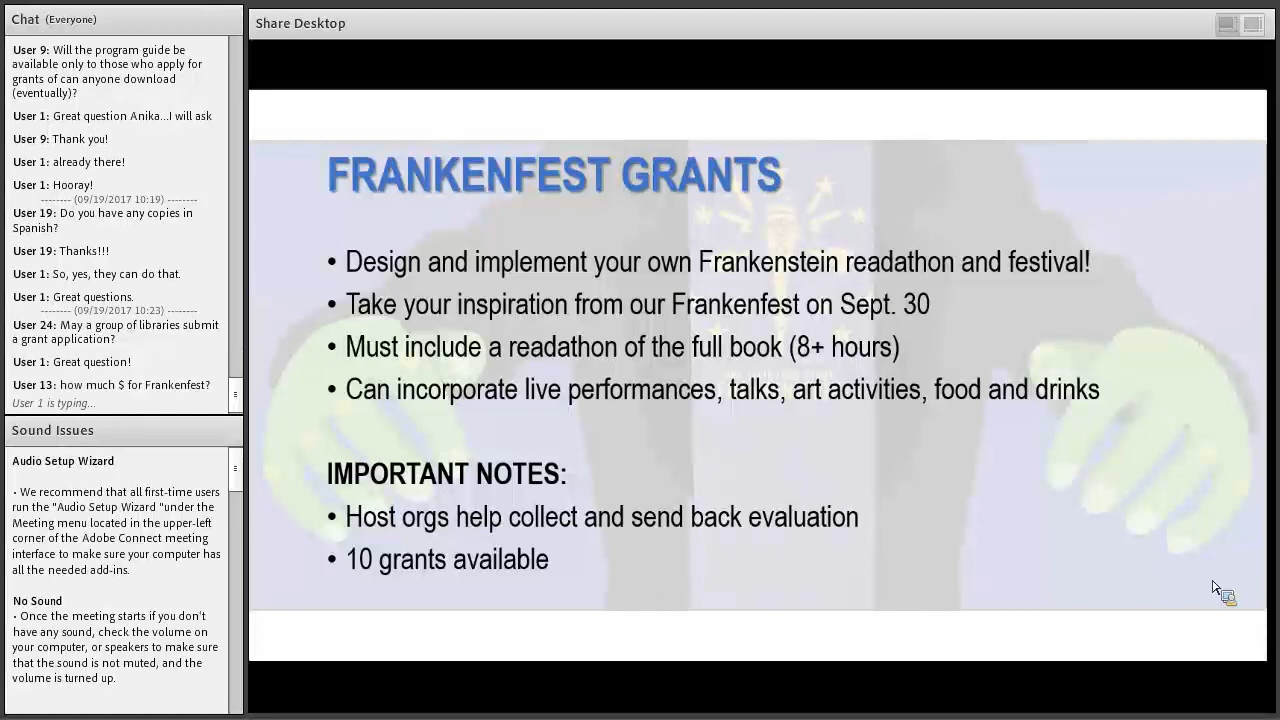 Chat (Everyone)
User 9: Will the program guide be
available only to those who apply for
grants of can anyone download
(eventually)?
User 1: Great question Anika...I will ask
User 9: Thank you!
User 1: already there!
User 1: Hooray!
-------- (09/19/2017 10:19) --------
User 19: Do you have any copies in
Spanish?
User 19: Thanks!!!
User 1: So, yes, they can do that.
User 1: Great questions.
-------- (09/19/2017 10:23) --------
User 24: May a group of libraries submit
a grant application?
User 1: Great question!
User 13: how much $ for Frankenfest?
User 1 is typing...
Sound Issues
Audio Setup Wizard
• We recommend that all first-time users
run the "Audio Setup Wizard "under the
Meeting menu located in the upper-left
corner of the Adobe Connect meeting
interface to make sure your computer has
all the needed add-ins.
No Sound
• Once the meeting starts if you don't
have any sound, check the volume on
your computer, or speakers to make sure
that the sound is not muted, and the
volume is turned up.
Share Desktop
FRANKENFEST GRANTS
• Design and implement your own Frankenstein readathon and festival!
• Take your inspiration from our Frankenfest on Sept. 30
• Must include a readathon of the full book (8+ hours)
• Can incorporate live performances, talks, art activities, food and drinks
IMPORTANT NOTES:
• Host orgs help collect and send back evaluation
• 10 grants available